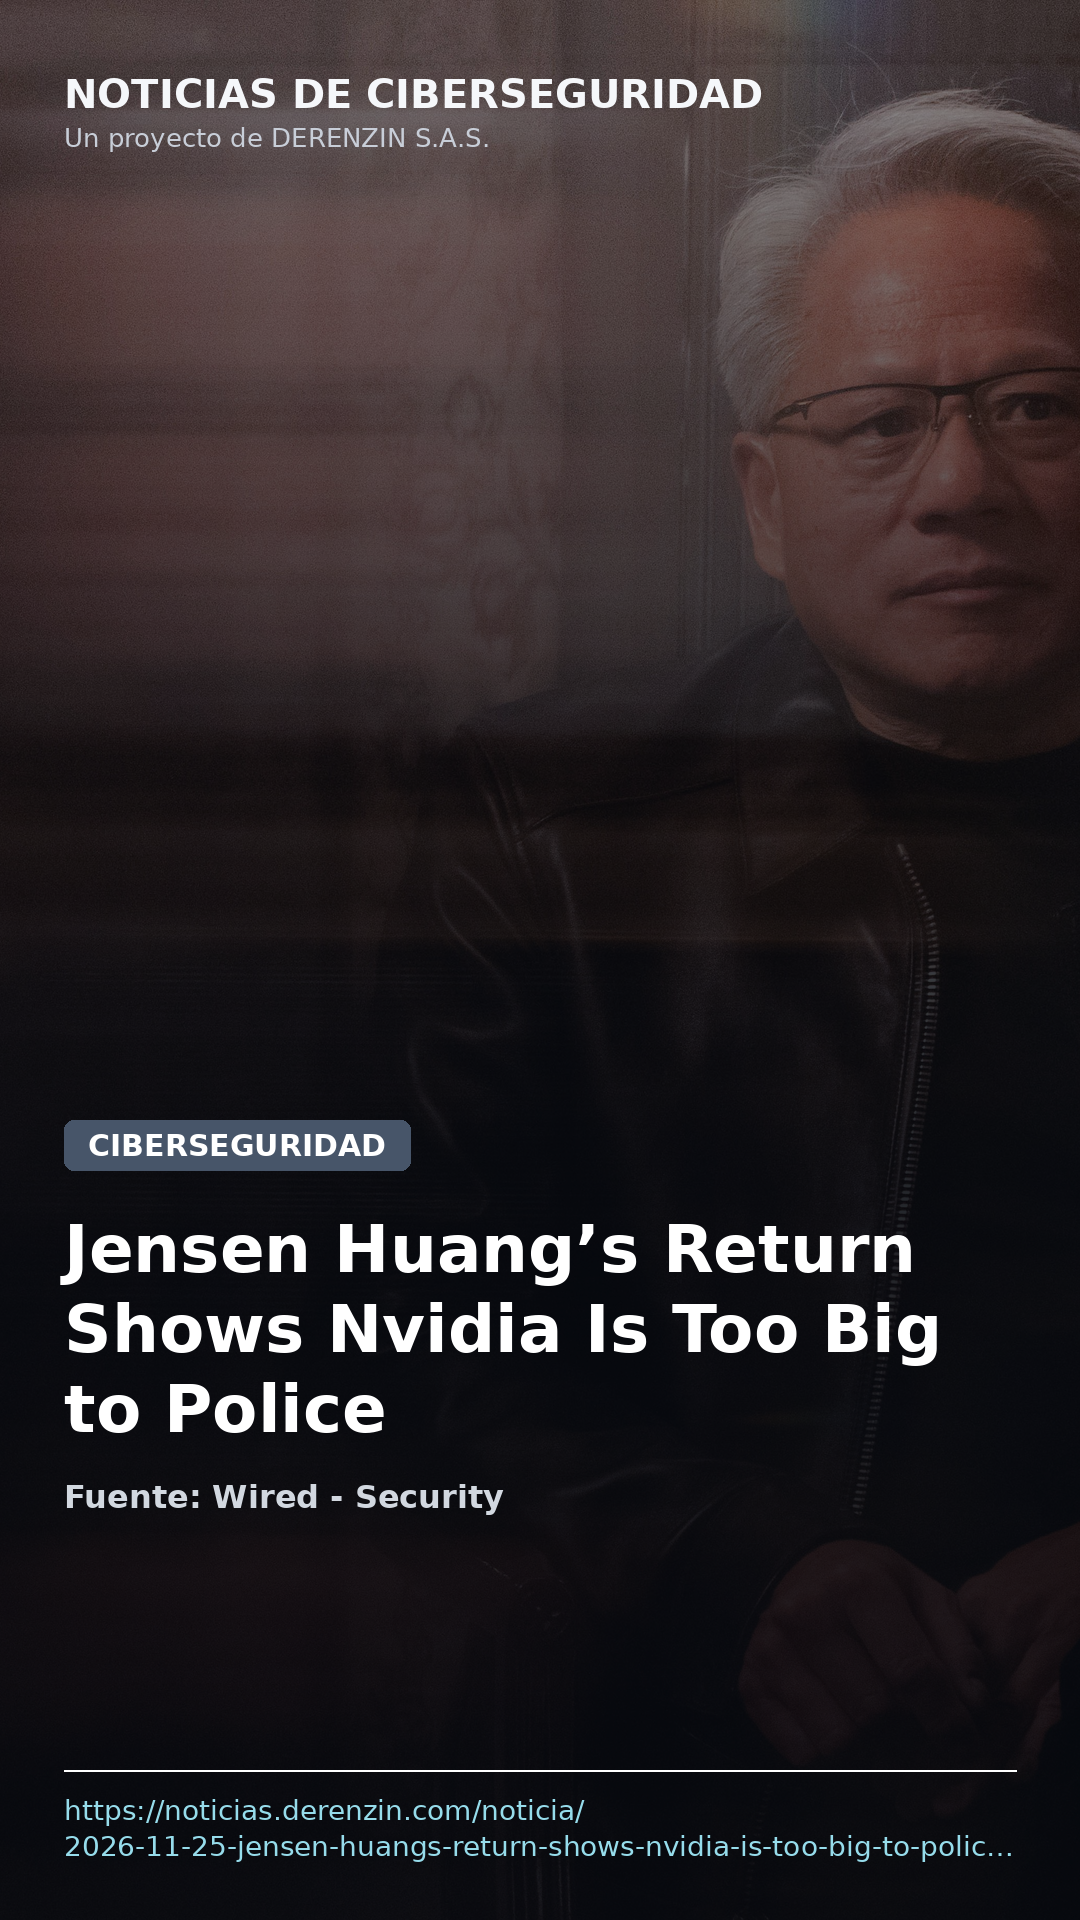 NOTICIAS DE CIBERSEGURIDAD
Un proyecto de DERENZIN S.A.S.
CIBERSEGURIDAD
Jensen Huang’s Return
Shows Nvidia Is Too Big
to Police
Fuente: Wired - Security
https://noticias.derenzin.com/noticia/
2026-11-25-jensen-huangs-return-shows-nvidia-is-too-big-to-polic...